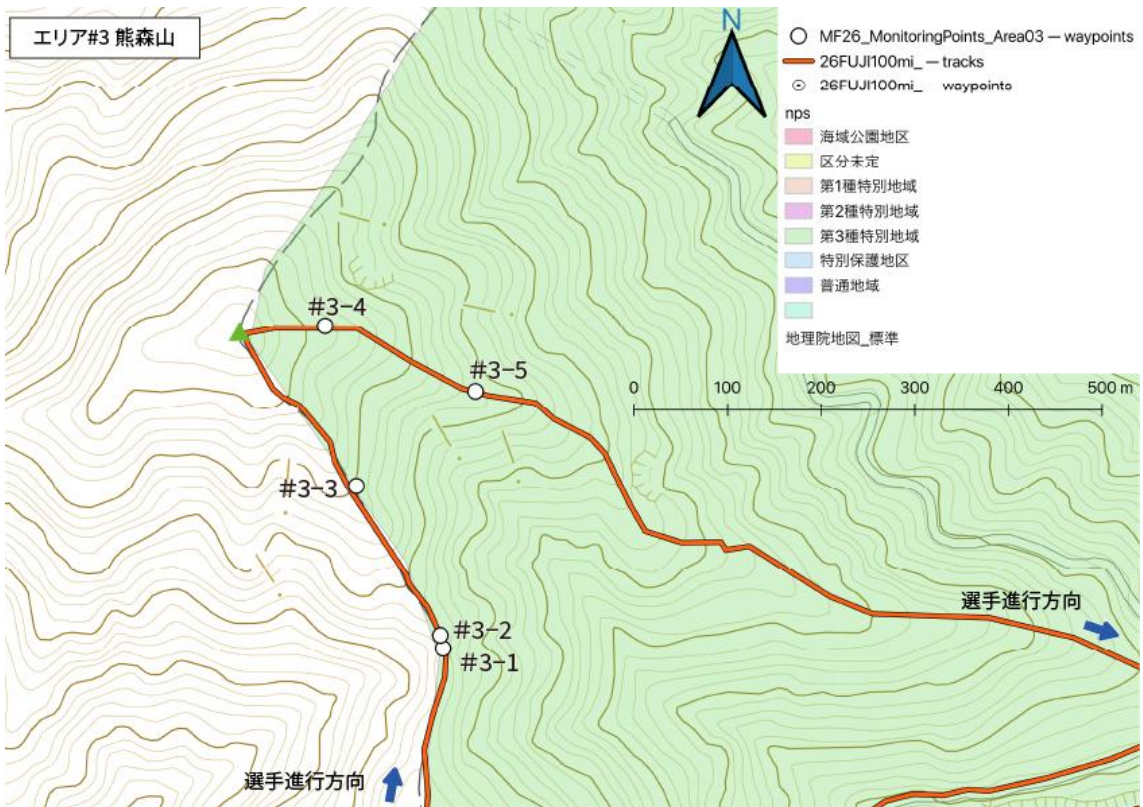 エリア#3 熊森山
N
MF26_MonitoringPoints_Area03 — waypoints
26FUJI100mi_ — tracks
26FUJI100mi_ waypoints
nps
海域公園地区
区分未定
第1種特別地域
第2種特別地域
第3種特別地域
特別保護地区
普通地域
地理院地図_標準
#3-4
#3-5
0 100 200 300 400 500 m
#3-3
選手進行方向
#3-2
#3-1
選手進行方向